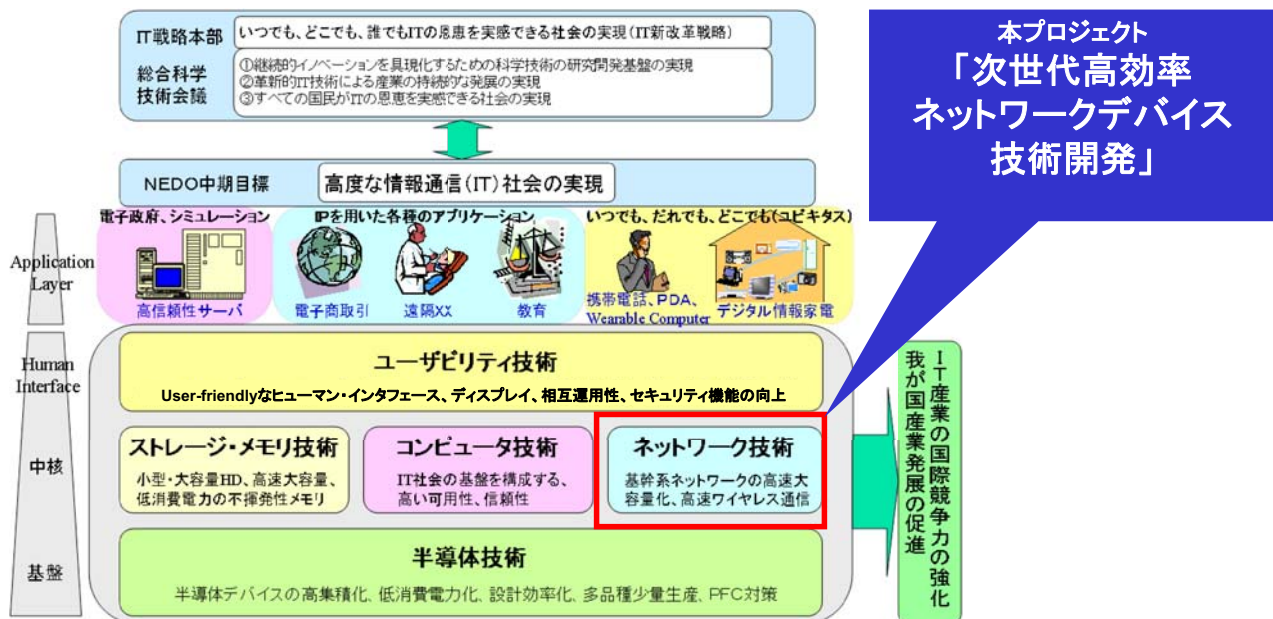 IT戦略本部
いつでも、どこでも、誰でもITの恩恵を実感できる社会の実現(IT新改革戦略)
総合科学
技術会議
①継続的イノベーションを具現化するための科学技術の研究開発基盤の実現
②革新的IT技術による産業の持続的な発展の実現
③すべての国民がITの恩恵を実感できる社会の実現
本プロジェクト
「次世代高効率
ネットワークデバイス
技術開発」
NEDO中期目標
高度な情報通信(IT)社会の実現
Application
Layer
電子政府、シミュレーション
高信頼性サーバ
IPを用いた各種のアプリケーション
電子商取引
遠隔XX
教育
いつでも、だれでも、どこでも(ユビキタス)
携帯電話、PDA、
Wearable Computer
デジタル情報家電
Human
Interface
ユーザビリティ技術
User-friendlyなヒューマン・インタフェース、ディスプレイ、相互運用性、セキュリティ機能の向上
中核
ストレージ・メモリ技術
小型・大容量HD、高速大容量、
低消費電力の不揮発性メモリ
コンピュータ技術
IT社会の基盤を構成する、
高い可用性、信頼性
ネットワーク技術
基幹系ネットワークの高速大
容量化、高速ワイヤレス通信
基盤
半導体技術
半導体デバイスの高集積化、低消費電力化、設計効率化、多品種少量生産、PFC対策
IT産業の国際競争力の強化
我が国産業発展の促進